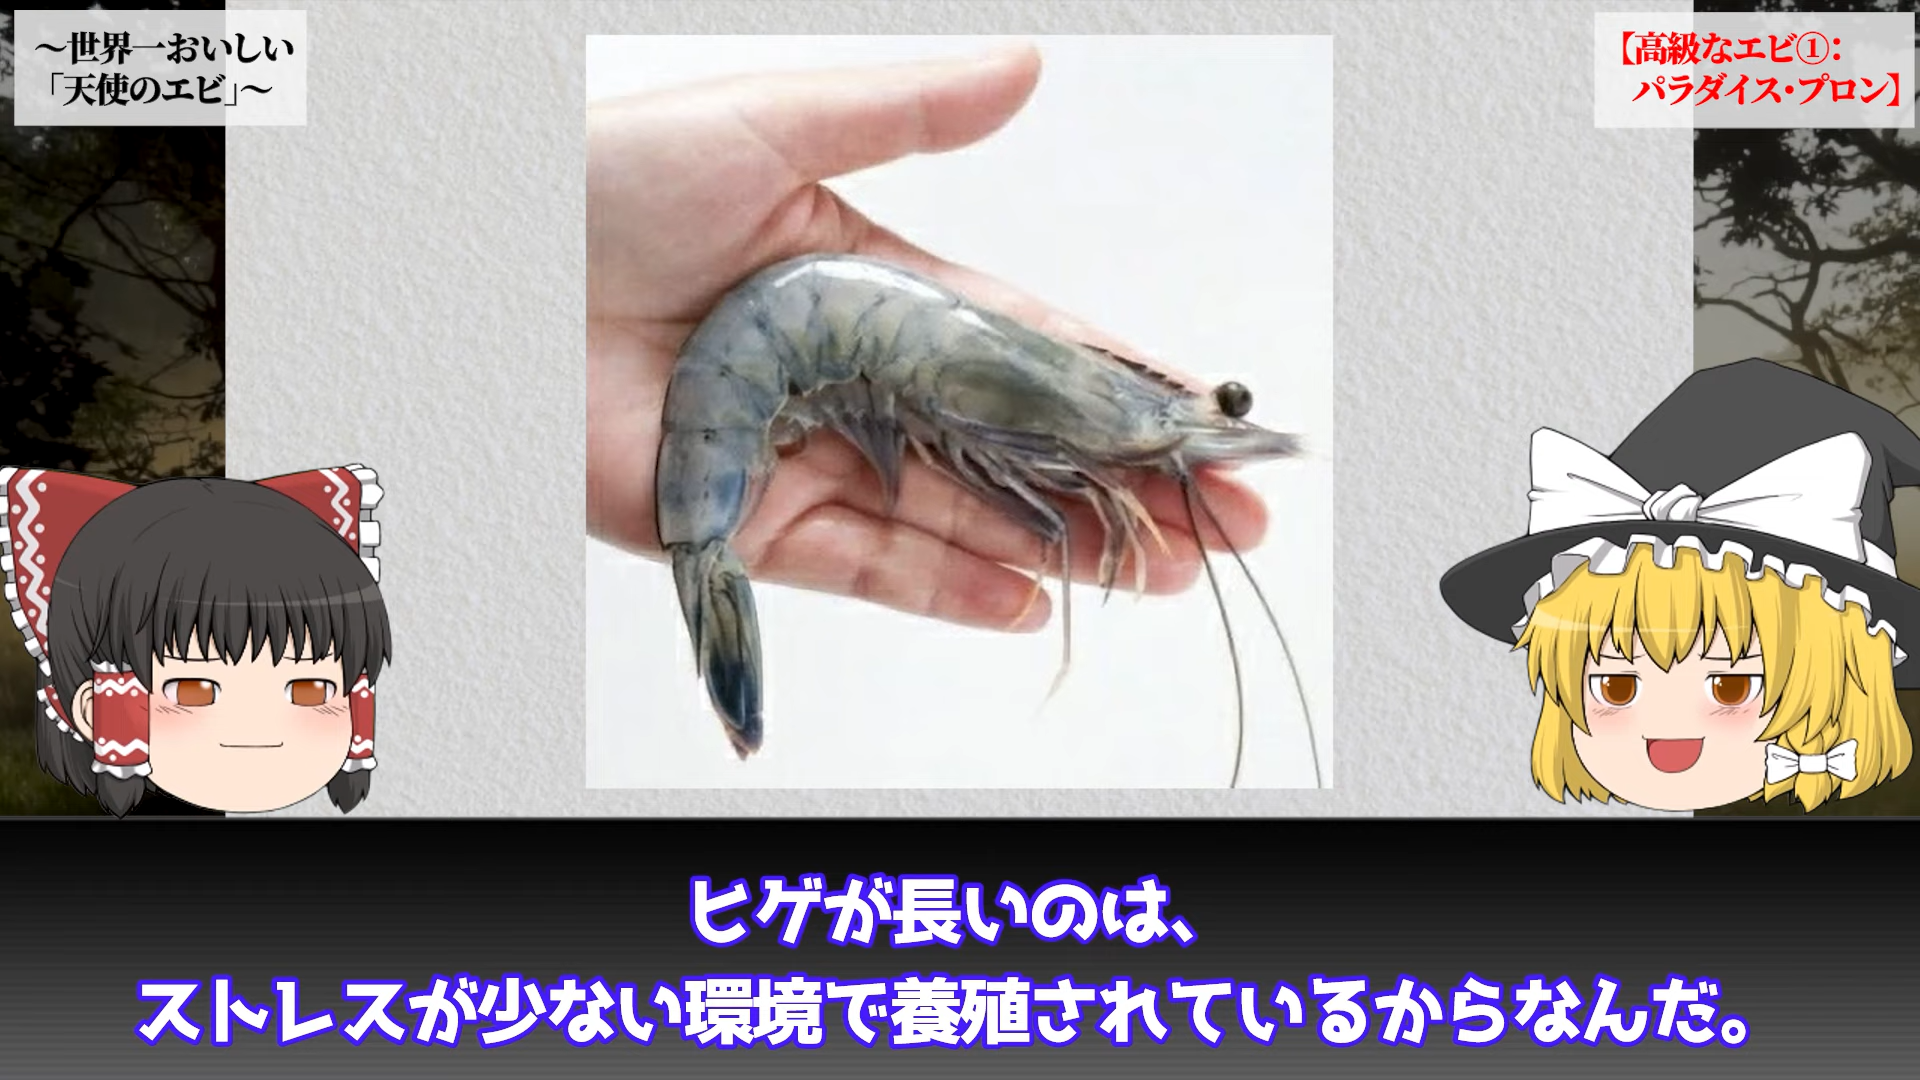 ～世界一おいしい
「天使のエビ」～
【高級なエビ①：
パラダイス・プロン】
ヒゲが長いのは、
ストレスが少ない環境で養殖されているからなんだ。